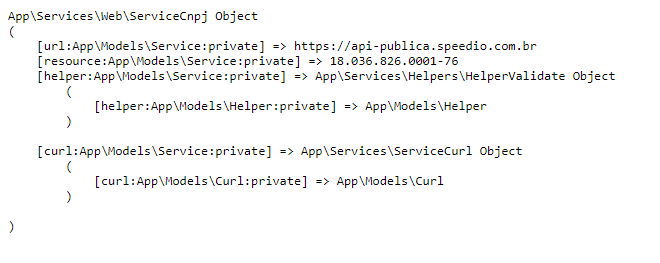 App\Services\Web\ServiceCnpj Object
(
    [url:App\Models\Service:private] => https://api-publica.speedio.com.br
    [resource:App\Models\Service:private] => 18.036.826.0001-76
    [helper:App\Models\Service:private] => App\Services\Helpers\HelperValidate Object
        (
            [helper:App\Models\Helper:private] => App\Models\Helper
        )
    [curl:App\Models\Service:private] => App\Services\ServiceCurl Object
        (
            [curl:App\Models\Curl:private] => App\Models\Curl
        )
)